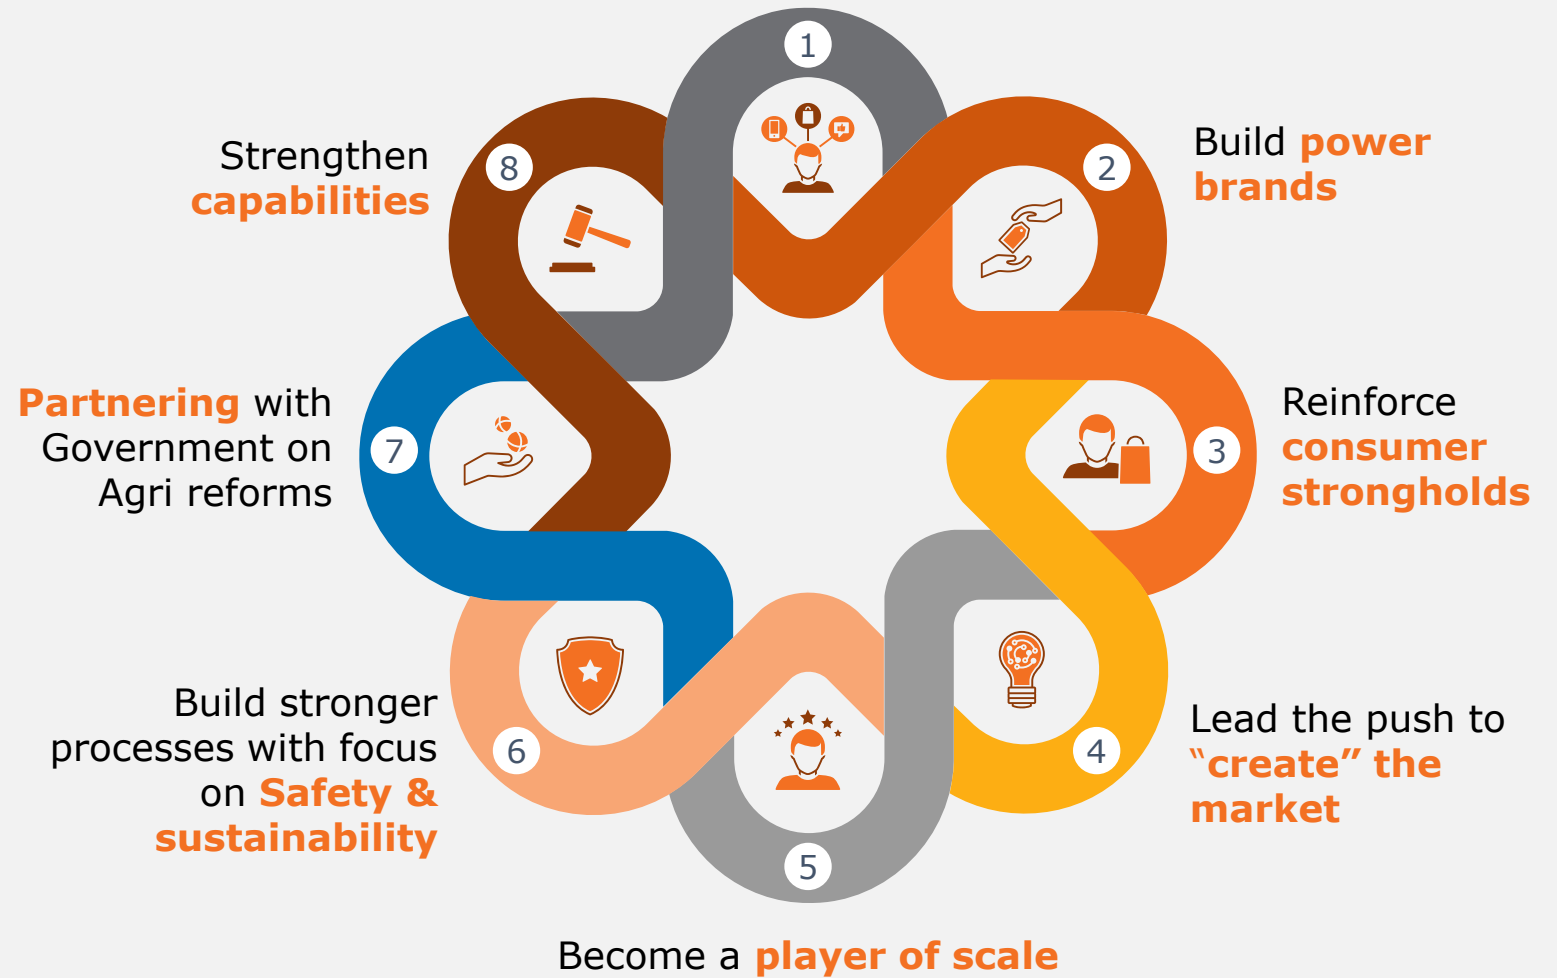 1
2
Build power
brands
3
Reinforce
consumer
strongholds
4
Lead the push to
“create” the
market
5
Become a player of scale
6
Build stronger
processes with focus
on Safety &
sustainability
7
Partnering with
Government on
Agri reforms
8
Strengthen
capabilities